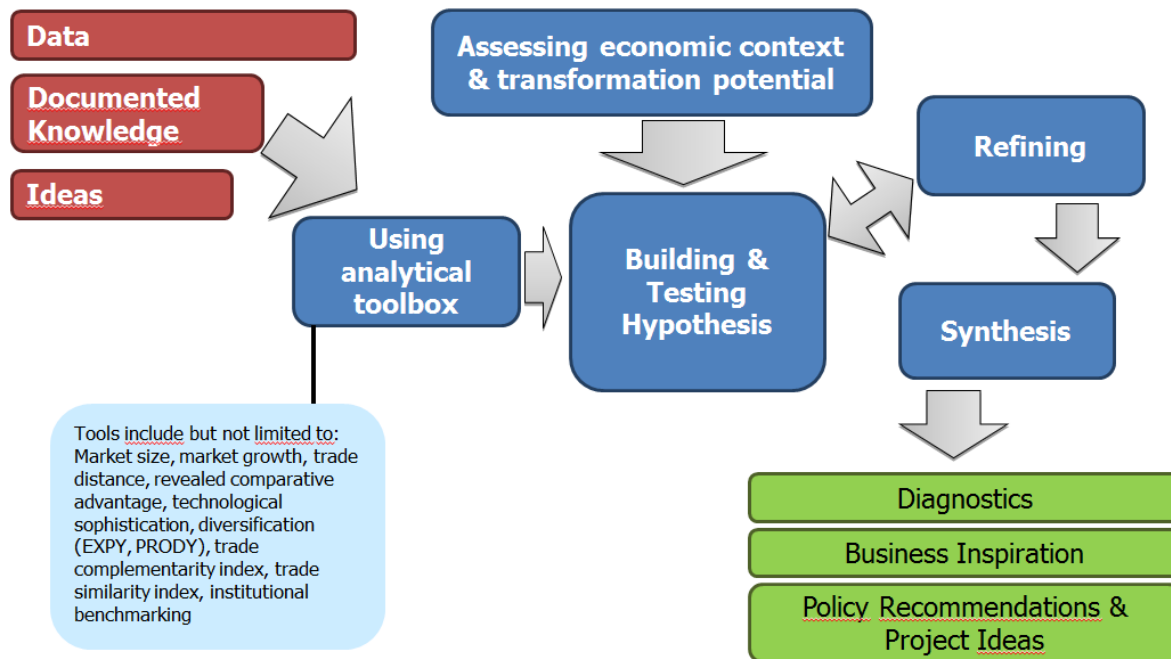 Data
Documented
Knowledge
Ideas
Assessing economic context
& transformation potential
Using
analytical
toolbox
Building &
Testing
Hypothesis
Refining
Synthesis
Tools include but not limited to:
Market size, market growth, trade
distance, revealed comparative
advantage, technological
sophistication, diversification
(EXPY, PRODY), trade
complementarity index, trade
similarity index, institutional
benchmarking
Diagnostics
Business Inspiration
Policy Recommendations &
Project Ideas